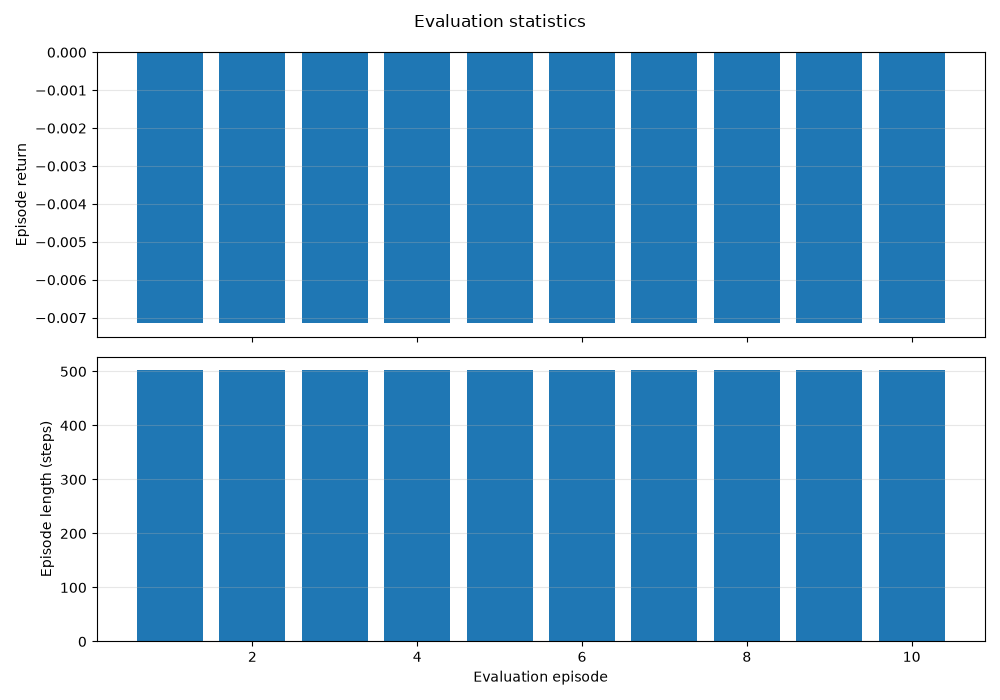 Evaluation statistics
Episode return
0.000
−0.001
−0.002
−0.003
−0.004
−0.005
−0.006
−0.007
Episode length (steps)
500
400
300
200
100
0
2 4 6 8 10
Evaluation episode